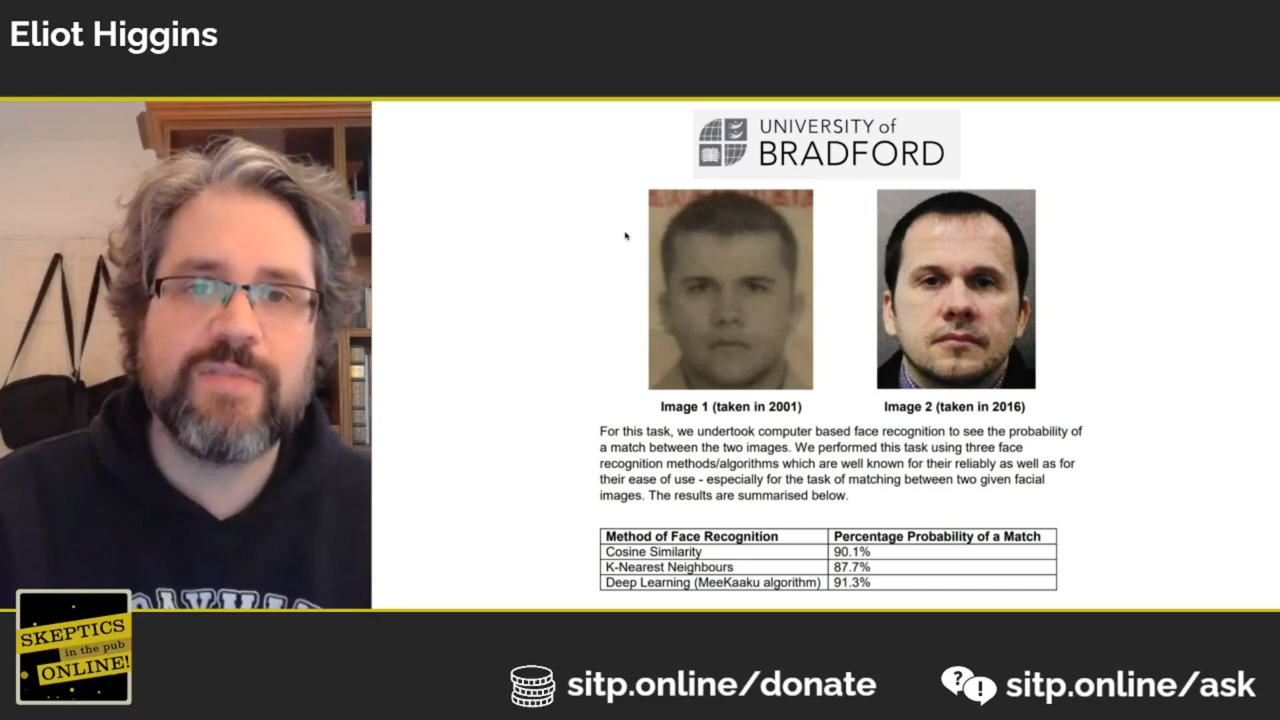 Eliot Higgins
UNIVERSITY of
BRADFORD
Image 1 (taken in 2001)
Image 2 (taken in 2016)
For this task, we undertook computer based face recognition to see the probability of
a match between the two images. We performed this task using three face
recognition methods/algorithms which are well known for their reliably as well as for
their ease of use - especially for the task of matching between two given facial
images. The results are summarised below.
Method of Face Recognition Percentage Probability of a Match
Cosine Similarity 90.1%
K-Nearest Neighbours 87.7%
Deep Learning (MeeKaaku algorithm) 91.3%
SKEPTICS
in the pub
ONLINE!
sitp.online/donate
? !
sitp.online/ask